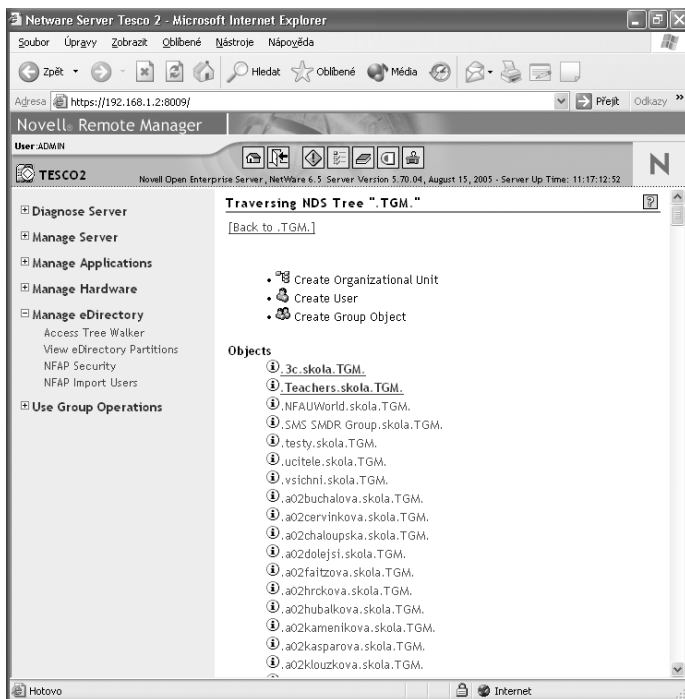 Netware Server Tesco 2 - Microsoft Internet Explorer
Soubor Úpravy Zobrazit Oblíbené Nástroje Nápověda
Zpět Hledat Oblíbené Média
Adresa https://192.168.1.2:8009/ Přejít Odkazy »
Novell® Remote Manager
User:ADMIN
TESCO2 Novell Open Enterprise Server, NetWare 6.5 Server Version 5.70.04, August 15, 2005 - Server Up Time: 11:17:12:52 N
Diagnose Server
Manage Server
Manage Applications
Manage Hardware
Manage eDirectory
Access Tree Walker
View eDirectory Partitions
NFAP Security
NFAP Import Users
Use Group Operations
Traversing NDS Tree ".TGM." ?
[Back to .TGM.]
• Create Organizational Unit
• Create User
• Create Group Object
Objects
.3c.skola.TGM.
.Teachers.skola.TGM.
.NFAUWorld.skola.TGM.
.SMS SMDR Group.skola.TGM.
.testy.skola.TGM.
.ucitele.skola.TGM.
.vsichni.skola.TGM.
.a02buchalova.skola.TGM.
.a02cervinkova.skola.TGM.
.a02chaloupska.skola.TGM.
.a02dolejsi.skola.TGM.
.a02faitzova.skola.TGM.
.a02hrckova.skola.TGM.
.a02hubalkova.skola.TGM.
.a02kamenikova.skola.TGM.
.a02kasparova.skola.TGM.
.a02klouzkova.skola.TGM.
Hotovo Internet